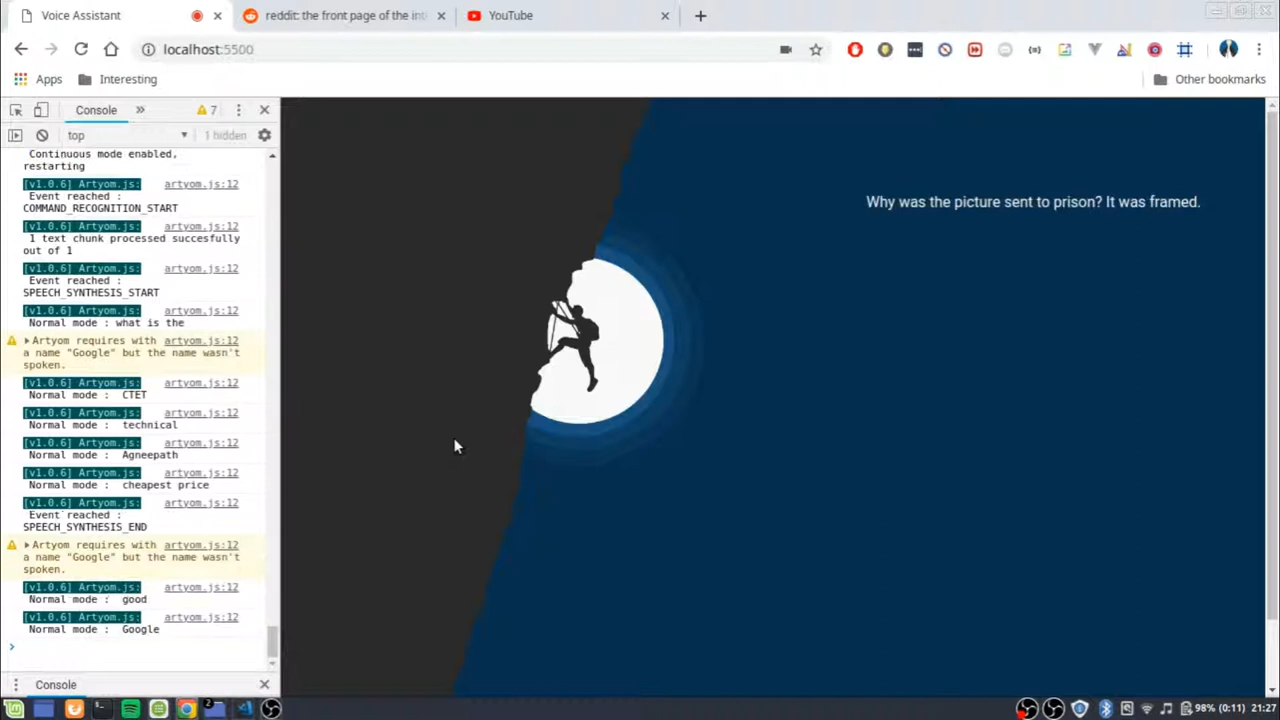 Voice Assistant
reddit: the front page of the int
YouTube
localhost:5500
Apps
Interesting
Other bookmarks
Console
7
top
1 hidden
Continuous mode enabled,
restarting
[v1.0.6] Artyom.js: artyom.js:12
Event reached :
COMMAND_RECOGNITION_START
[v1.0.6] Artyom.js: artyom.js:12
1 text chunk processed succesfully
out of 1
[v1.0.6] Artyom.js: artyom.js:12
Event reached :
SPEECH_SYNTHESIS_START
[v1.0.6] Artyom.js: artyom.js:12
Normal mode : what is the
Artyom requires with artyom.js:12
a name "Google" but the name wasn't
spoken.
[v1.0.6] Artyom.js: artyom.js:12
Normal mode : CTET
[v1.0.6] Artyom.js: artyom.js:12
Normal mode : technical
[v1.0.6] Artyom.js: artyom.js:12
Normal mode : Agneepath
[v1.0.6] Artyom.js: artyom.js:12
Normal mode : cheapest price
[v1.0.6] Artyom.js: artyom.js:12
Event reached :
SPEECH_SYNTHESIS_END
Artyom requires with artyom.js:12
a name "Google" but the name wasn't
spoken.
[v1.0.6] Artyom.js: artyom.js:12
Normal mode : good
[v1.0.6] Artyom.js: artyom.js:12
Normal mode : Google
Console
Why was the picture sent to prison? It was framed.
2
98% (0:11) 21:27